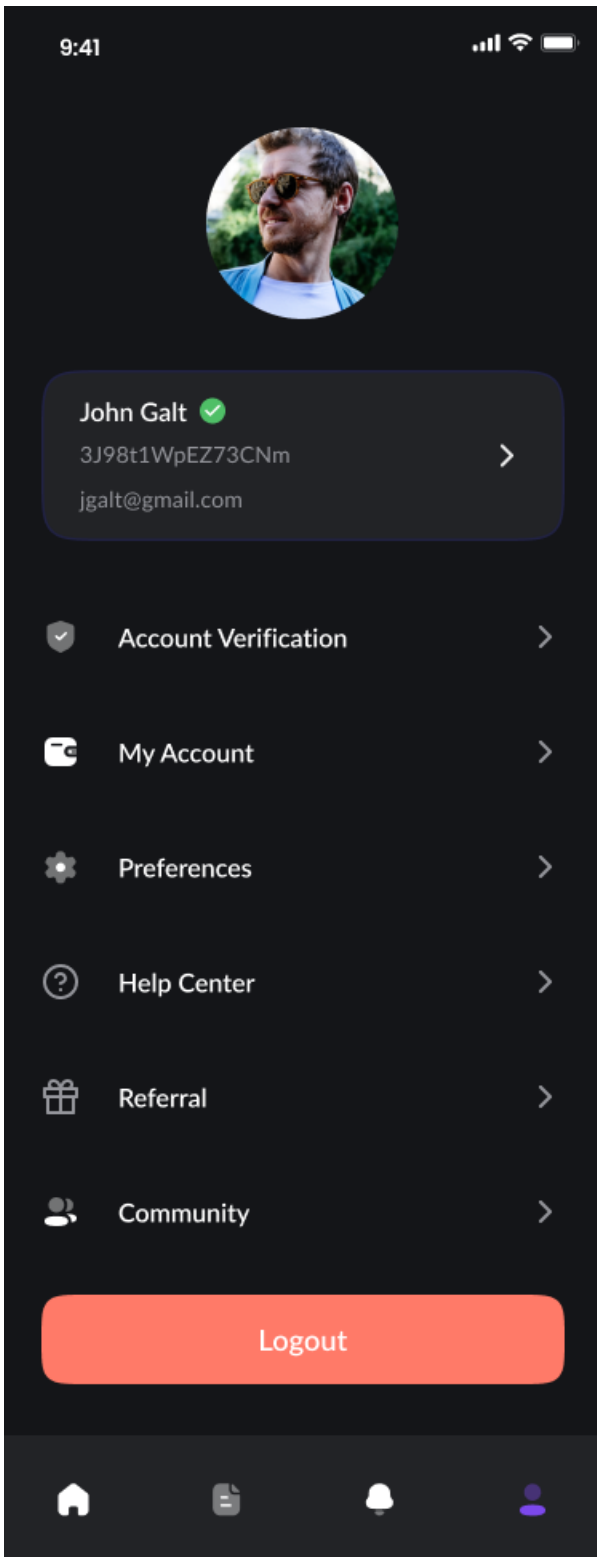 9:41
John Galt
3J98t1WpEZ73CNm
jgalt@gmail.com
Account Verification
My Account
Preferences
Help Center
Referral
Community
Logout